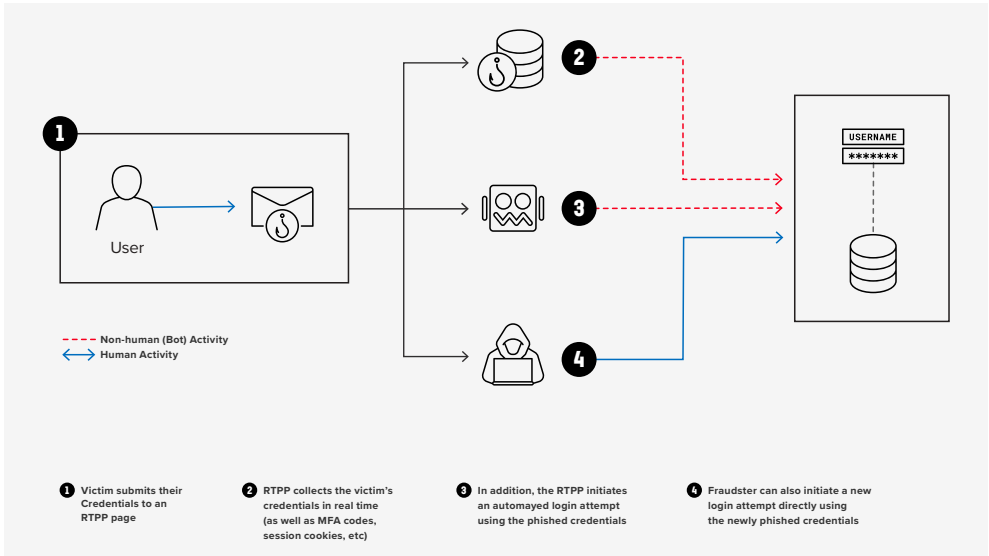 2
1
USERNAME
*******
3
User
Non-human (Bot) Activity
Human Activity
4
1 Victim submits their
Credentials to an
RTPP page
2 RTPP collects the victim's
credentials in real time
(as well as MFA codes,
session cookies, etc)
3 In addition, the RTPP initiates
an automayed login attempt
using the phished credentials
4 Fraudster can also initiate a new
login attempt directly using
the newly phished credentials